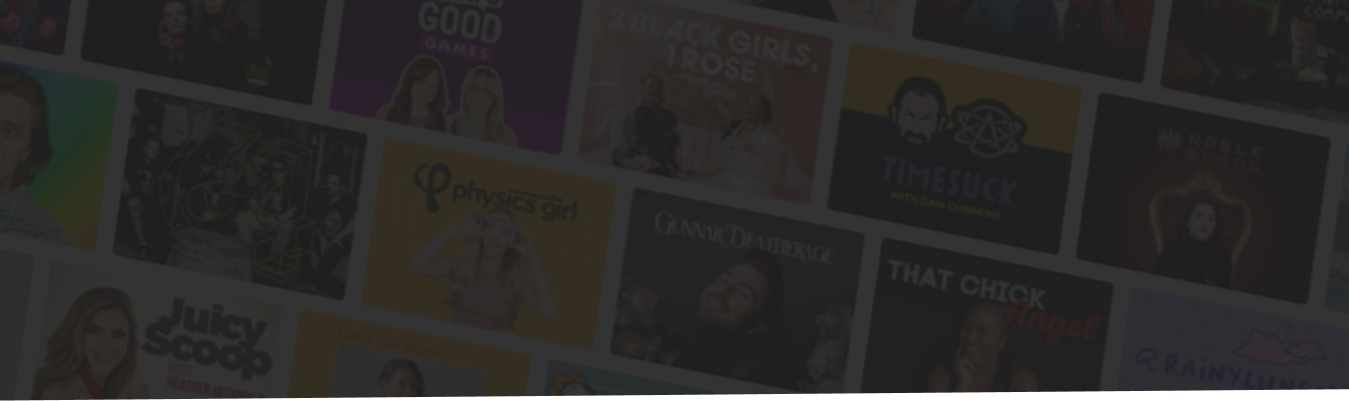 GOOD
GAMES
2 BLACK GIRLS,
1 ROSE
TIMESUCK
WITH DAN CUMMINS
NOBLE
BLOOD
physics girl
GUNNAR DEATHERAGE
THAT CHICK
Angel
Juicy
Scoop
WITH